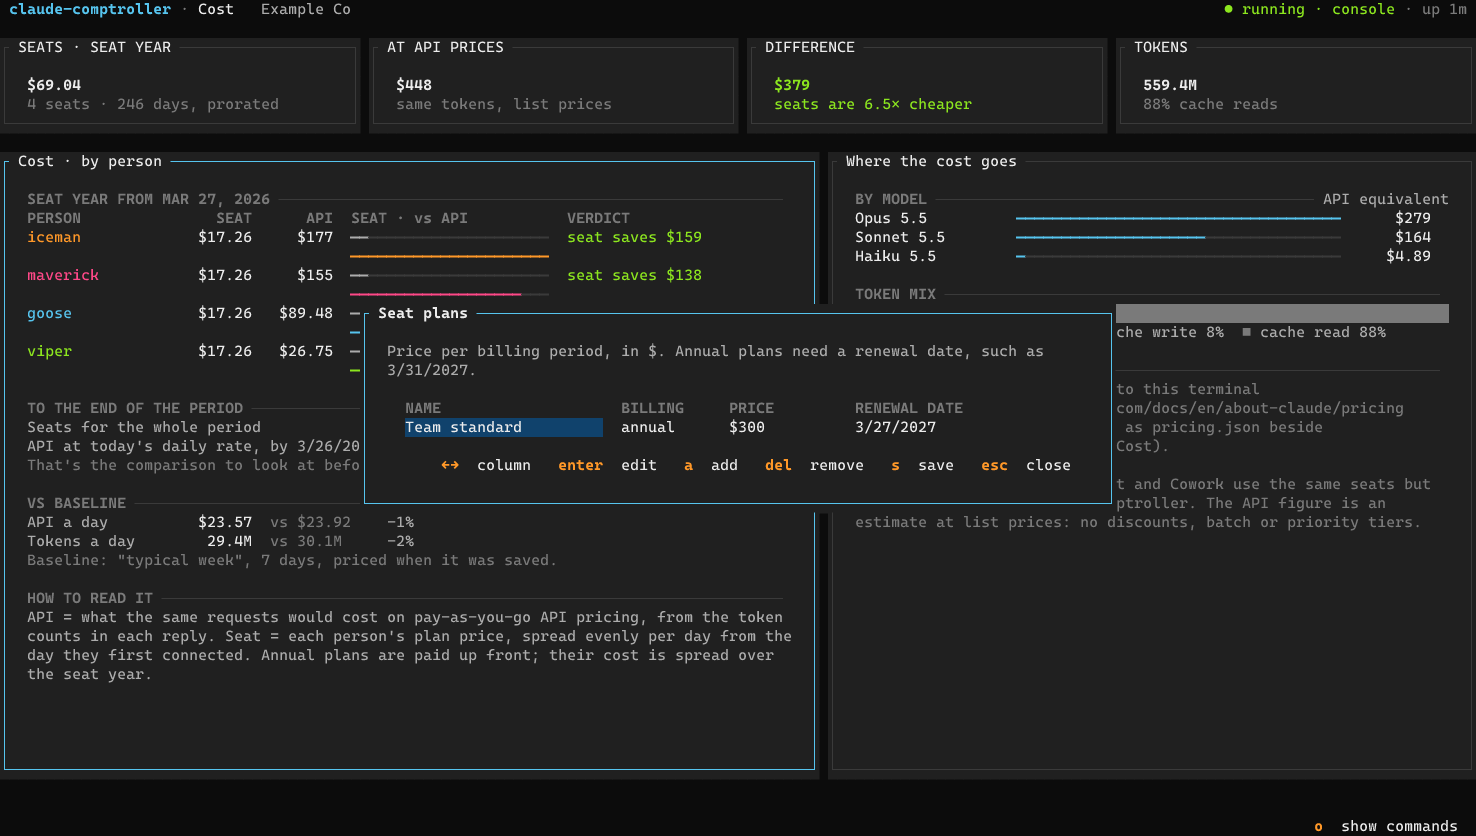 claude-comptroller · Cost   Example Co
● running · console · up 1m
SEATS · SEAT YEAR
$69.04
4 seats · 246 days, prorated
AT API PRICES
$448
same tokens, list prices
DIFFERENCE
$379
seats are 6.5× cheaper
TOKENS
559.4M
88% cache reads
Cost · by person
SEAT YEAR FROM MAR 27, 2026
PERSON SEAT API SEAT · vs API VERDICT
iceman $17.26 $177 seat saves $159
maverick $17.26 $155 seat saves $138
goose $17.26 $89.48
viper $17.26 $26.75
TO THE END OF THE PERIOD
Seats for the whole period
API at today's daily rate, by 3/26/20
That's the comparison to look at befo
VS BASELINE
API a day $23.57 vs $23.92 −1%
Tokens a day 29.4M vs 30.1M −2%
Baseline: "typical week", 7 days, priced when it was saved.
HOW TO READ IT
API = what the same requests would cost on pay-as-you-go API pricing, from the token
counts in each reply. Seat = each person's plan price, spread evenly per day from the
day they first connected. Annual plans are paid up front; their cost is spread over
the seat year.
Seat plans
Price per billing period, in $. Annual plans need a renewal date, such as
3/31/2027.
NAME BILLING PRICE RENEWAL DATE
Team standard annual $300 3/27/2027
↔ column enter edit a add del remove s save esc close
Where the cost goes
BY MODEL API equivalent
Opus 5.5 $279
Sonnet 5.5 $164
Haiku 5.5 $4.89
TOKEN MIX
che write 8% ■ cache read 88%
to this terminal
com/docs/en/about-claude/pricing
as pricing.json beside
Cost).
t and Cowork use the same seats but
ptroller. The API figure is an
estimate at list prices: no discounts, batch or priority tiers.
o show commands